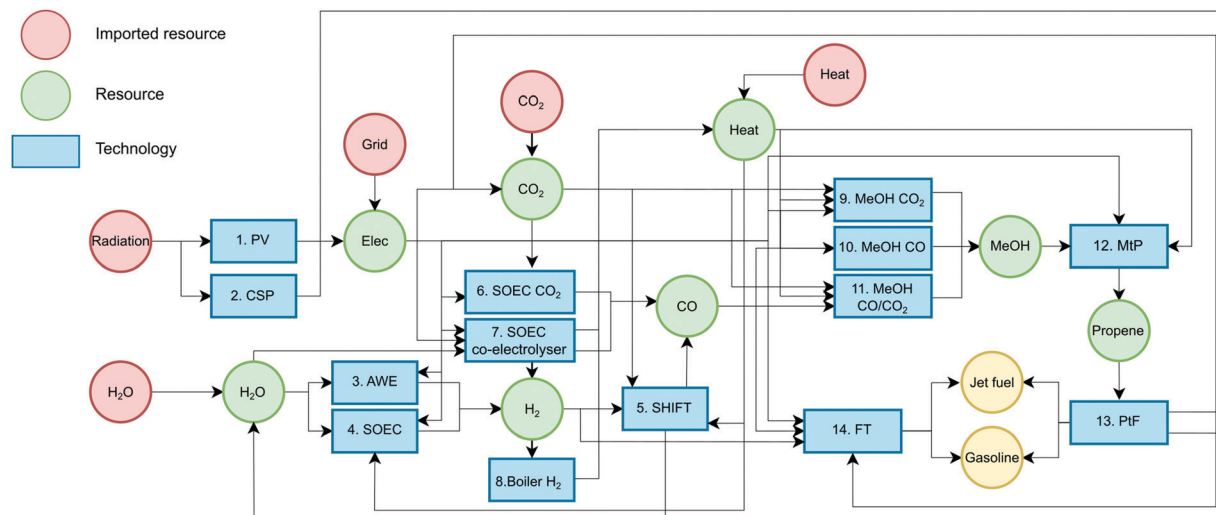 Imported resource
Resource
Technology
Heat
CO₂
Grid
Heat
CO₂
Radiation
1. PV
Elec
2. CSP
9. MeOH CO₂
10. MeOH CO
11. MeOH
CO/CO₂
MeOH
12. MtP
6. SOEC CO₂
7. SOEC
co-electrolyser
CO
Propene
H₂O
H₂O
3. AWE
4. SOEC
H₂
5. SHIFT
8.Boiler H₂
14. FT
Jet fuel
Gasoline
13. PtF